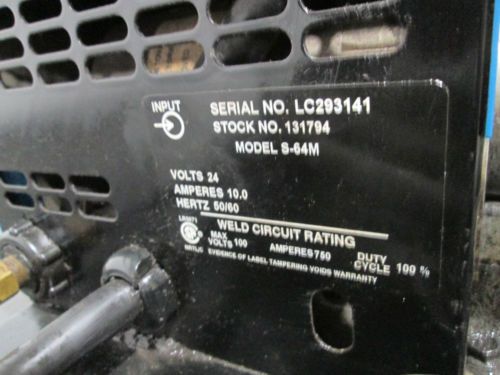 INPUT
SERIAL NO. LC293141
STOCK NO. 131794
MODEL S-64M
VOLTS 24
AMPERES 10.0
HERTZ 50/60
WELD CIRCUIT RATING
MAX VOLTS 100 AMPERES 750 DUTY CYCLE 100 %
EVIDENCE OF LABEL TAMPERING VOIDS WARRANTY